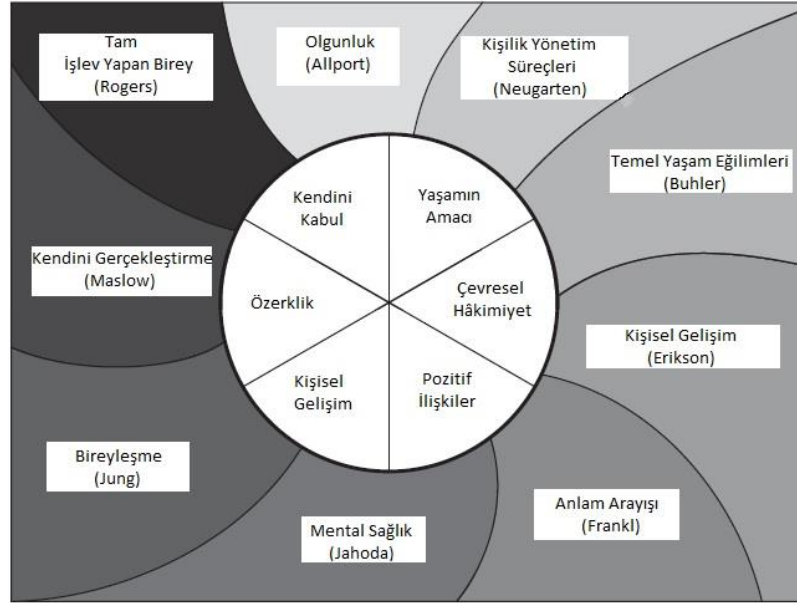 Tam
İşlev Yapan Birey
(Rogers)
Olgunluk
(Allport)
Kişilik Yönetim
Süreçleri
(Neugarten)
Temel Yaşam Eğilimleri
(Buhler)
Kendini
Kabul
Yaşamın
Amacı
Kendini Gerçekleştirme
(Maslow)
Özerklik
Çevresel
Hâkimiyet
Kişisel Gelişim
(Erikson)
Kişisel
Gelişim
Pozitif
İlişkiler
Bireyleşme
(Jung)
Anlam Arayışı
(Frankl)
Mental Sağlık
(Jahoda)